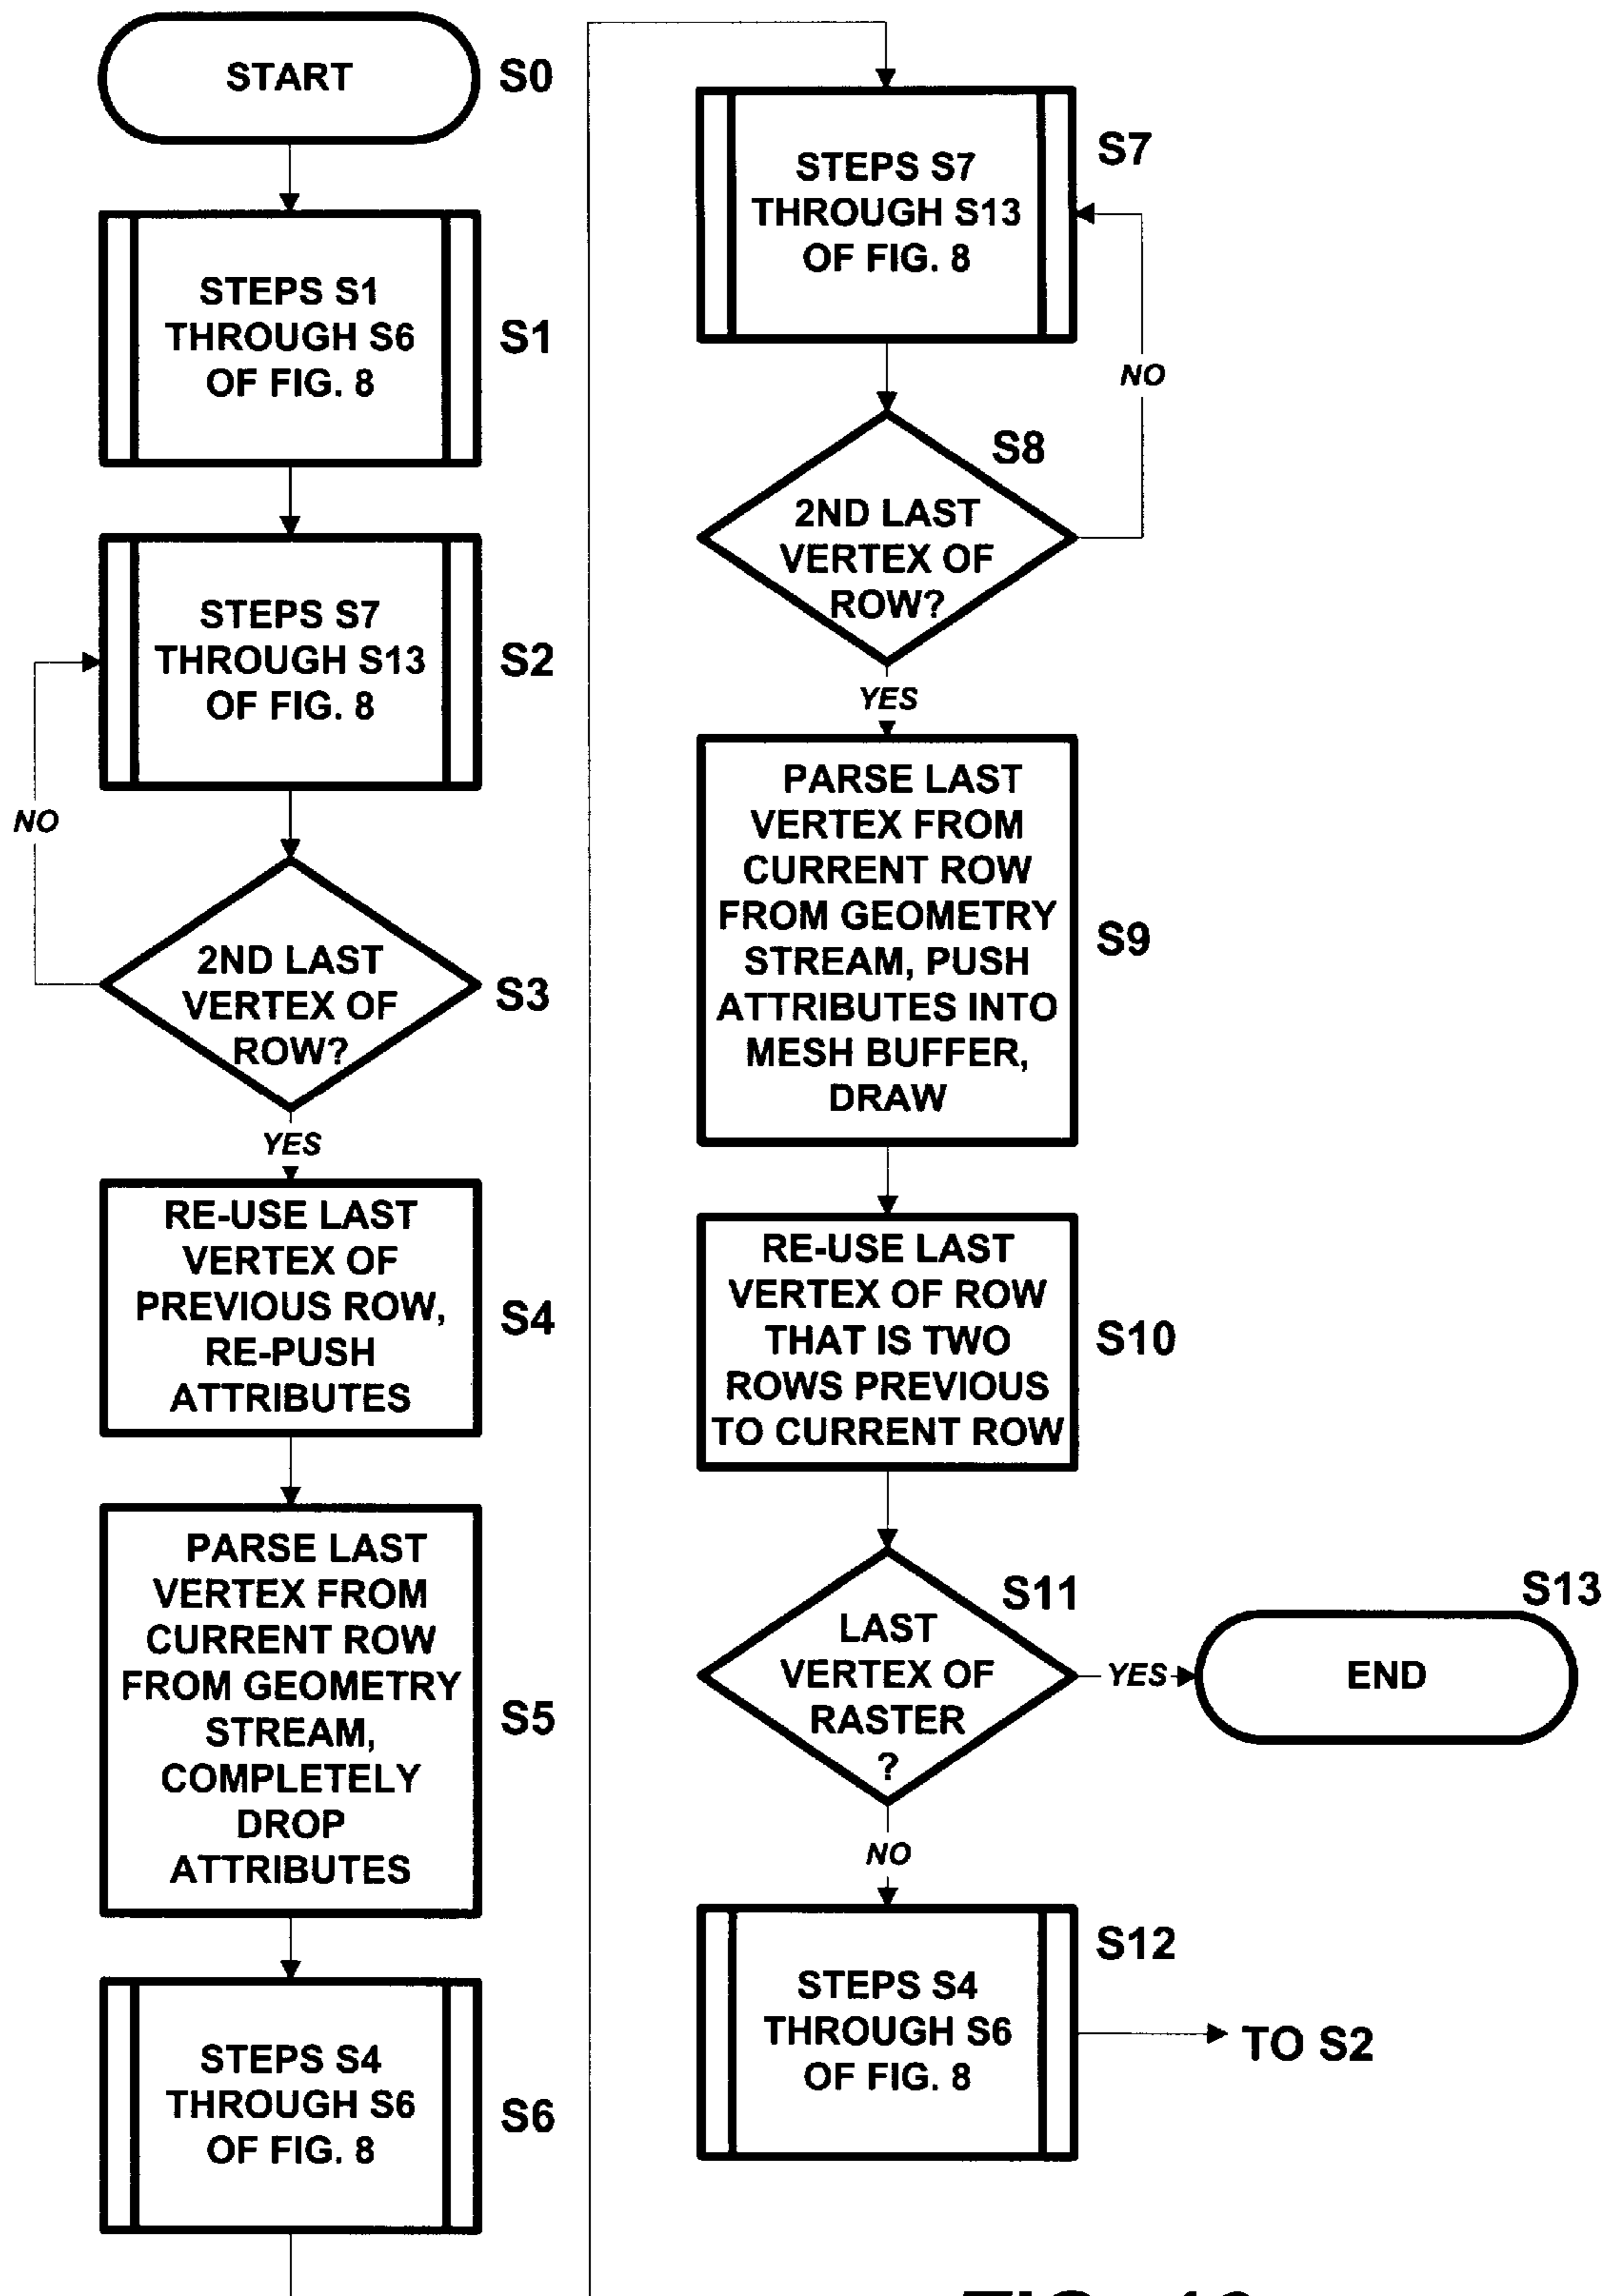 START
S0
STEPS S1
THROUGH S6
OF FIG. 8
S1
STEPS S7
THROUGH S13
OF FIG. 8
S2
NO
2ND LAST
VERTEX OF
ROW?
S3
YES
RE-USE LAST
VERTEX OF
PREVIOUS ROW,
RE-PUSH
ATTRIBUTES
S4
PARSE LAST
VERTEX FROM
CURRENT ROW
FROM GEOMETRY
STREAM,
COMPLETELY
DROP
ATTRIBUTES
S5
STEPS S4
THROUGH S6
OF FIG. 8
S6
STEPS S7
THROUGH S13
OF FIG. 8
S7
NO
S8
2ND LAST
VERTEX OF
ROW?
YES
PARSE LAST
VERTEX FROM
CURRENT ROW
FROM GEOMETRY
STREAM, PUSH
ATTRIBUTES INTO
MESH BUFFER,
DRAW
S9
RE-USE LAST
VERTEX OF ROW
THAT IS TWO
ROWS PREVIOUS
TO CURRENT ROW
S10
S11
LAST
VERTEX OF
RASTER
?
YES
S13
END
NO
S12
STEPS S4
THROUGH S6
OF FIG. 8
TO S2